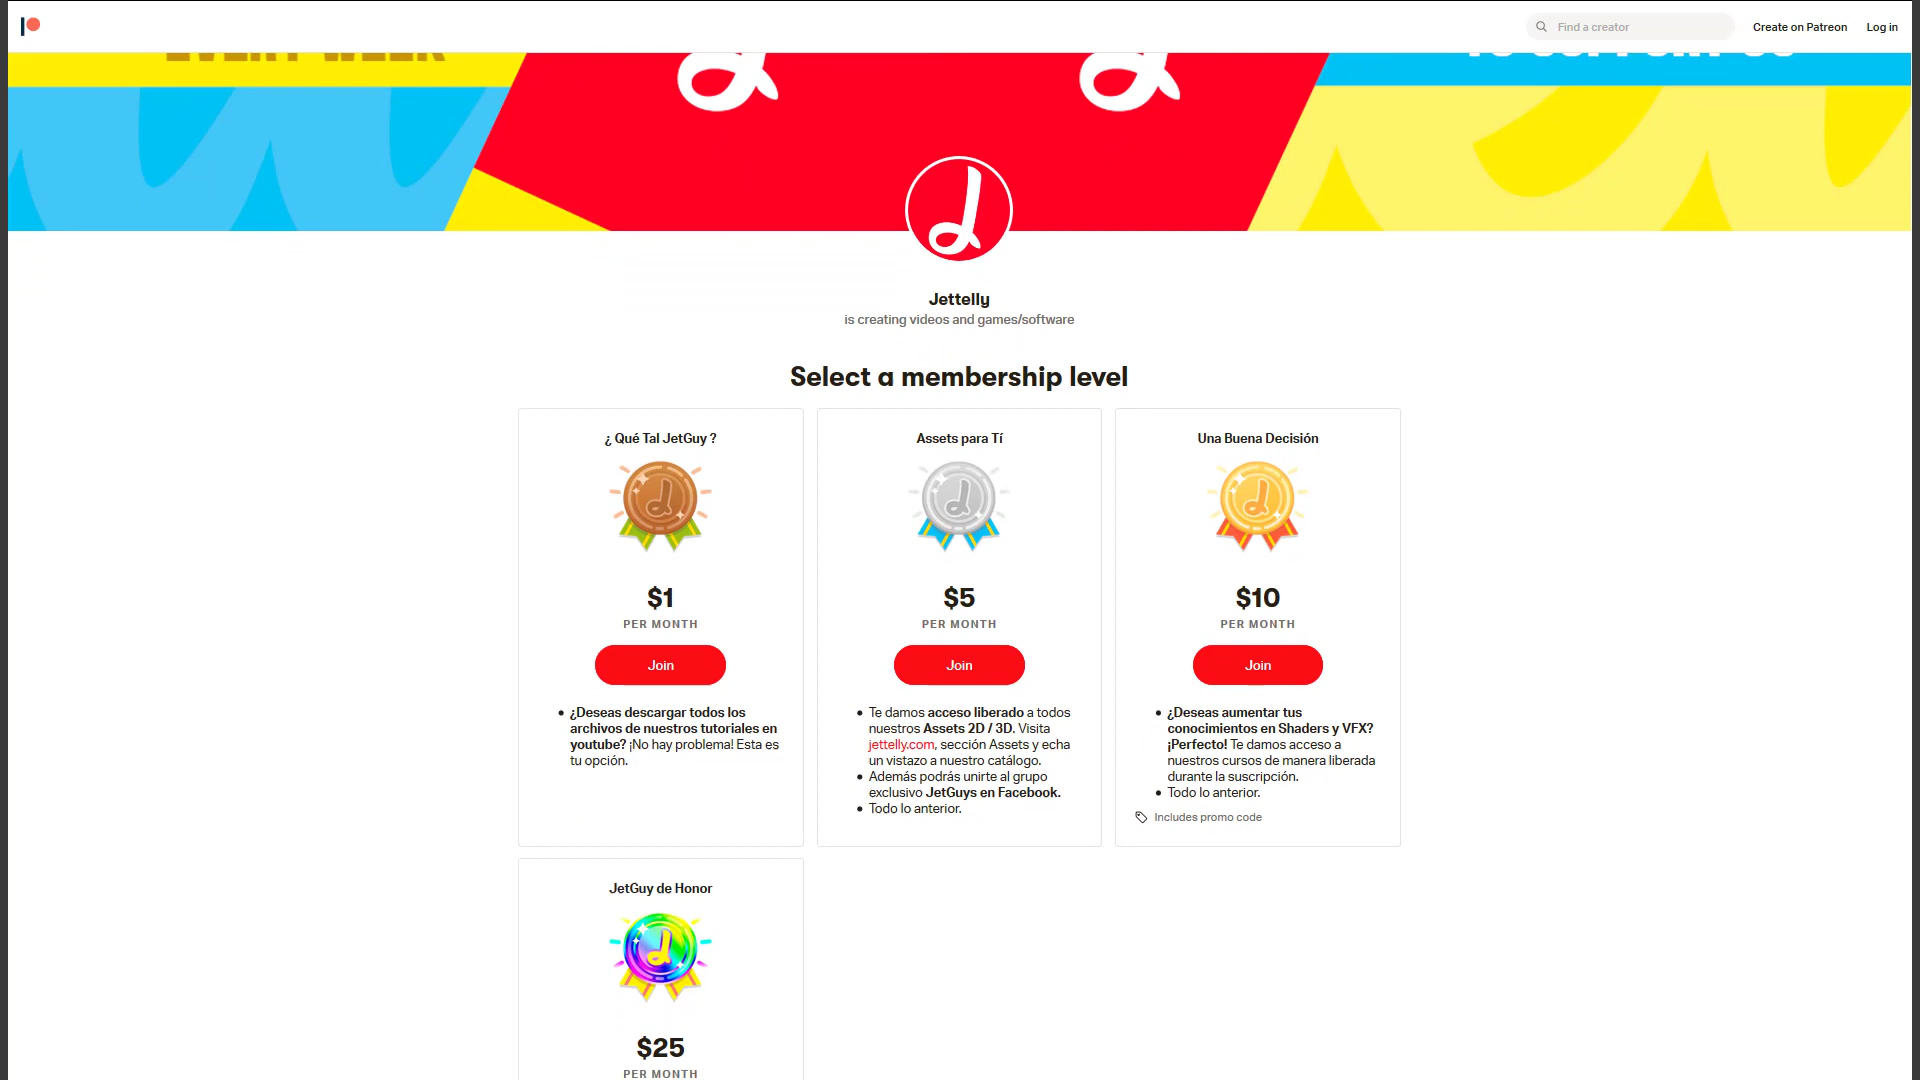 Find a creator
Create on Patreon
Log in
Jettelly
is creating videos and games/software
Select a membership level
¿ Qué Tal JetGuy ?
$1
PER MONTH
Join
¿Deseas descargar todos los
archivos de nuestros tutoriales en
youtube? ¡No hay problema! Esta es
tu opción.
Assets para Tí
$5
PER MONTH
Join
Te damos acceso liberado a todos
nuestros Assets 2D / 3D. Visita
jettelly.com, sección Assets y echa
un vistazo a nuestro catálogo.
Además podrás unirte al grupo
exclusivo JetGuys en Facebook.
Todo lo anterior.
Una Buena Decisión
$10
PER MONTH
Join
¿Deseas aumentar tus
conocimientos en Shaders y VFX?
¡Perfecto! Te damos acceso a
nuestros cursos de manera liberada
durante la suscripción.
Todo lo anterior.
Includes promo code
JetGuy de Honor
$25
PER MONTH